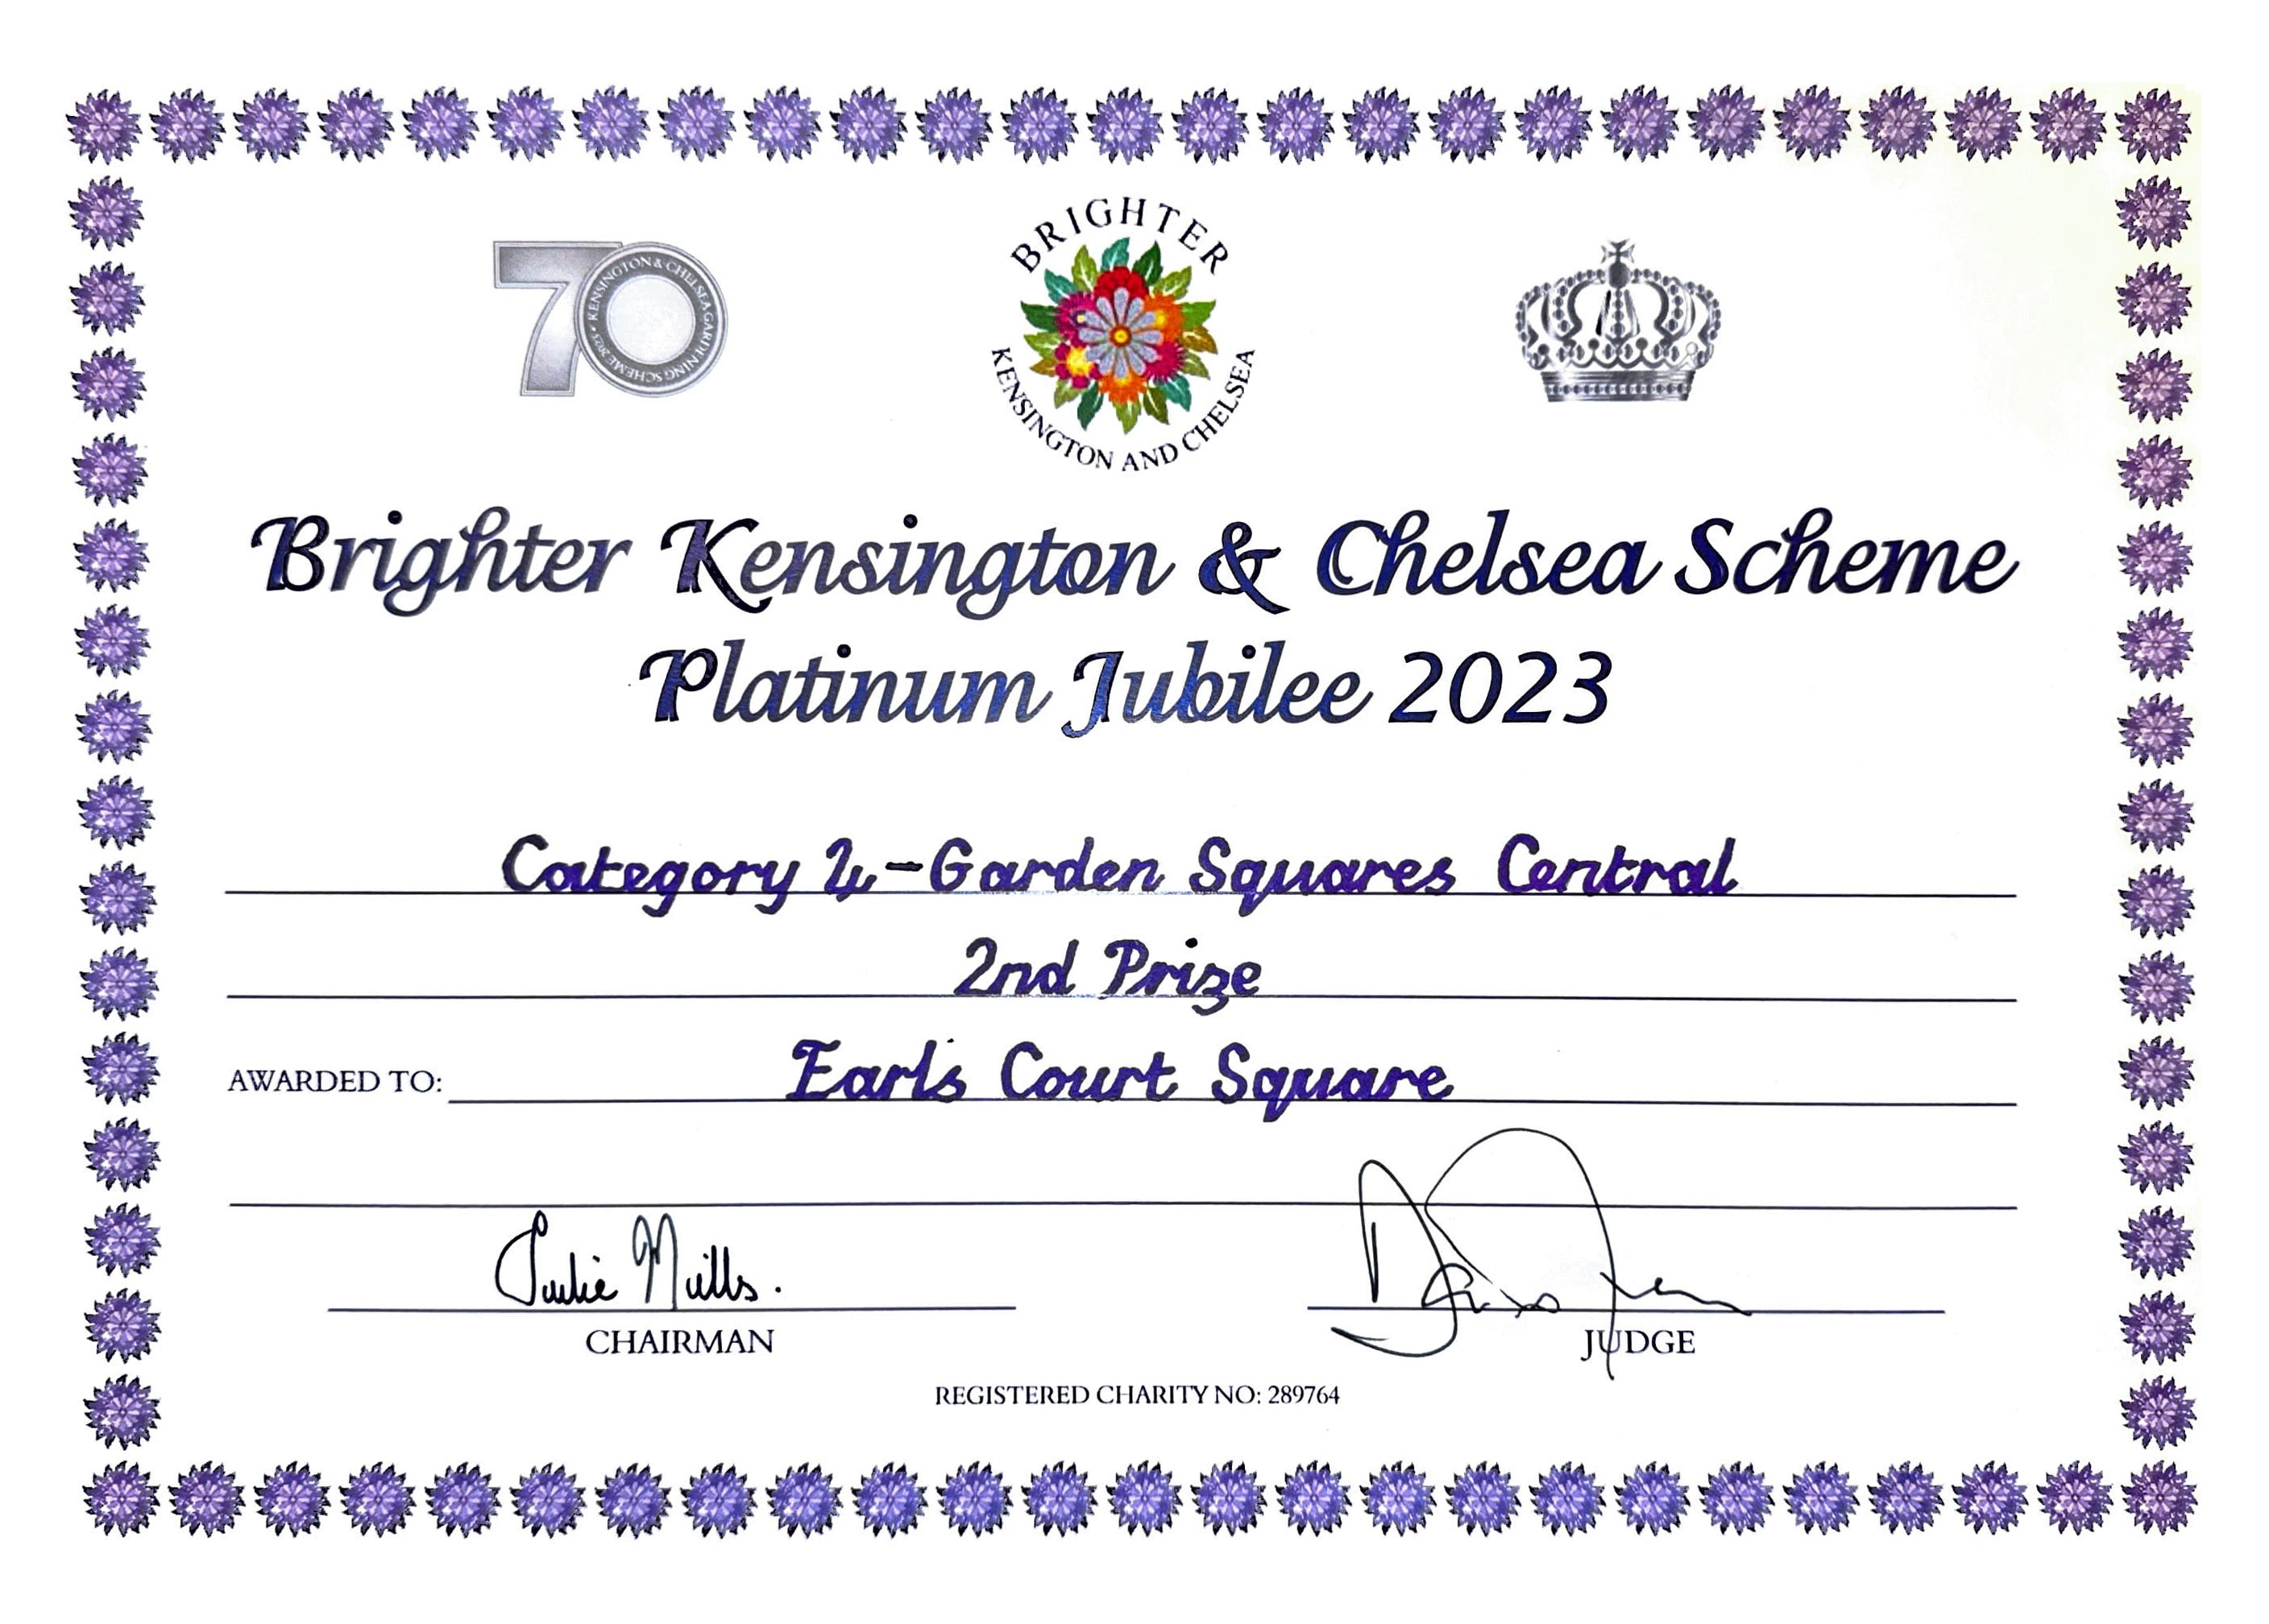 70
KENSINGTON & CHELSEA GARDENING SCHEME 2023
BRIGHTER
KENSINGTON AND CHELSEA
Brighter Kensington & Chelsea Scheme
Platinum Jubilee 2023
Category 4-Garden Squares Central
2nd Prize
AWARDED TO: Earl's Court Square
Julie Mills.
CHAIRMAN
JUDGE
REGISTERED CHARITY NO: 289764